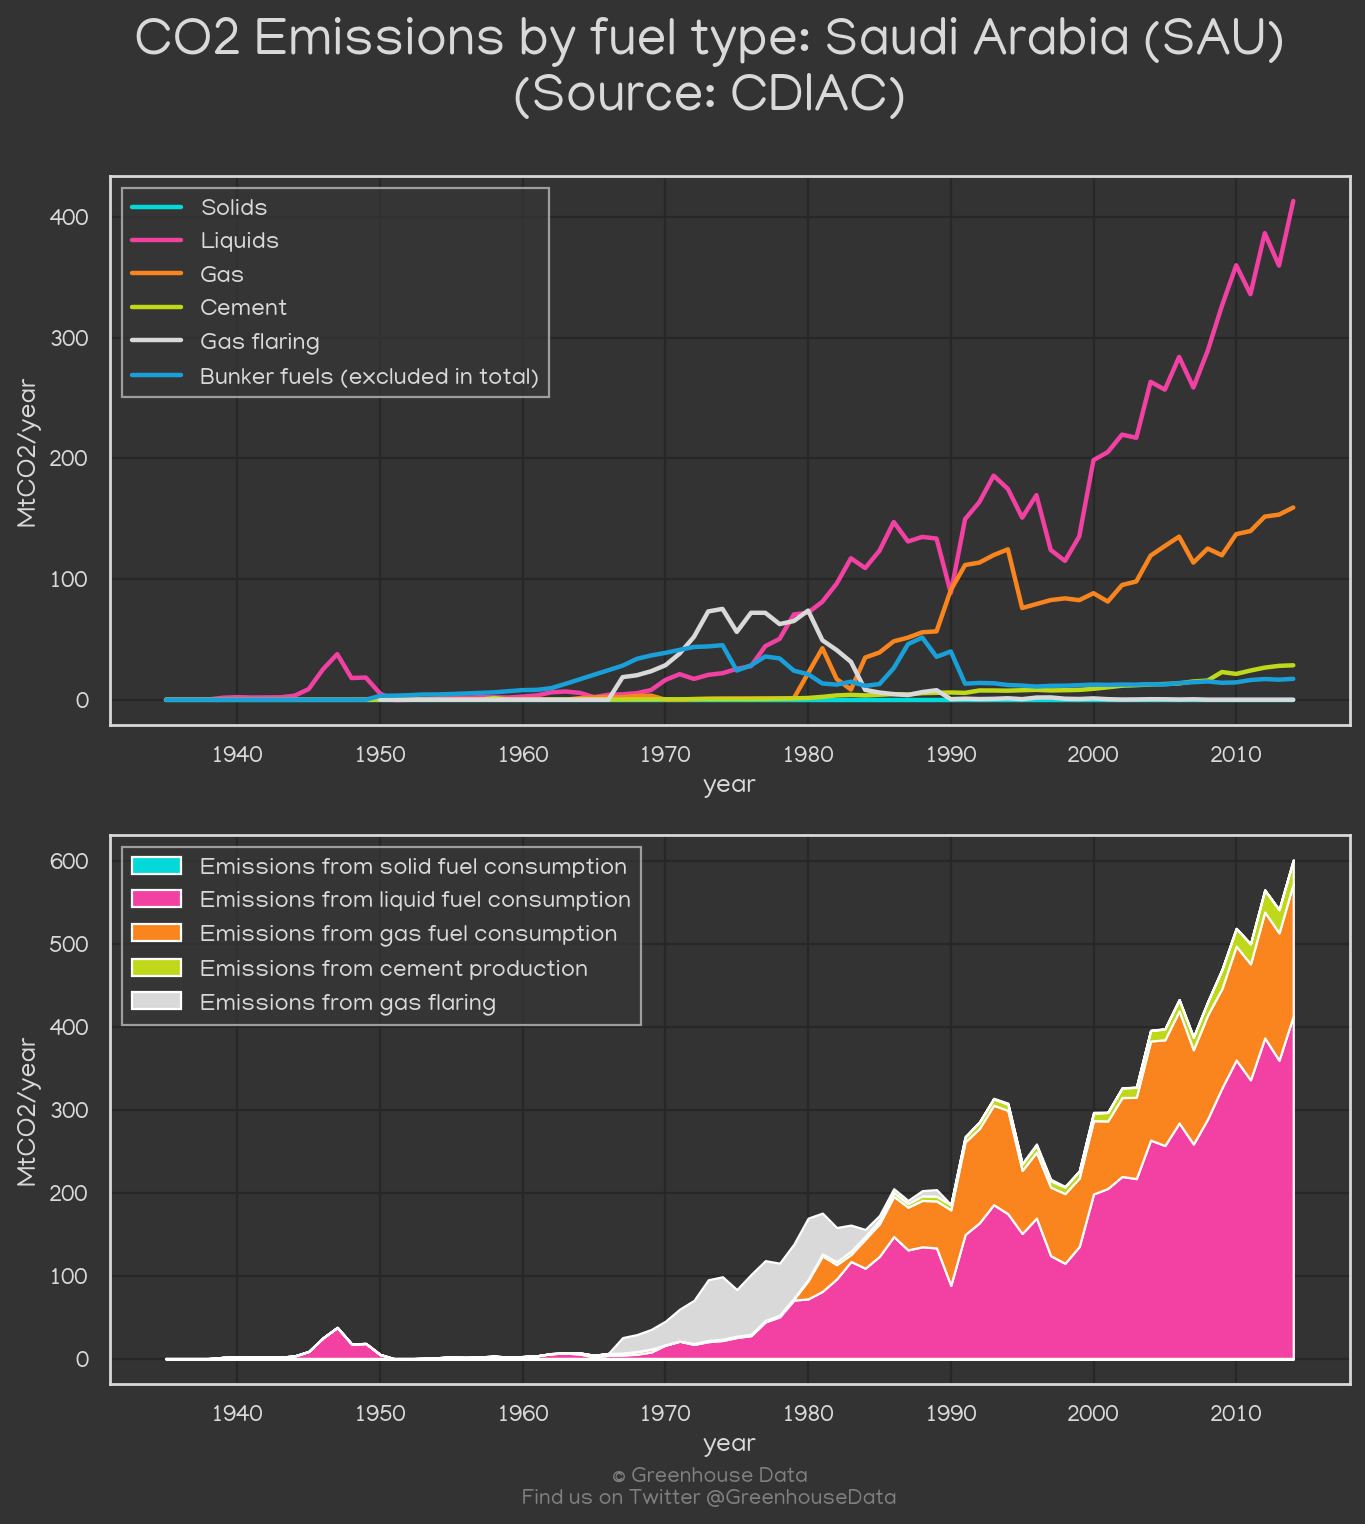 CO2 Emissions by fuel type: Saudi Arabia (SAU)
(Source: CDIAC)
Solids
Liquids
Gas
Cement
Gas flaring
Bunker fuels (excluded in total)
400
300
200
100
0
MtCO2/year
1940 1950 1960 1970 1980 1990 2000 2010
year
Emissions from solid fuel consumption
Emissions from liquid fuel consumption
Emissions from gas fuel consumption
Emissions from cement production
Emissions from gas flaring
600
500
400
300
200
100
0
MtCO2/year
1940 1950 1960 1970 1980 1990 2000 2010
year
© Greenhouse Data
Find us on Twitter @GreenhouseData